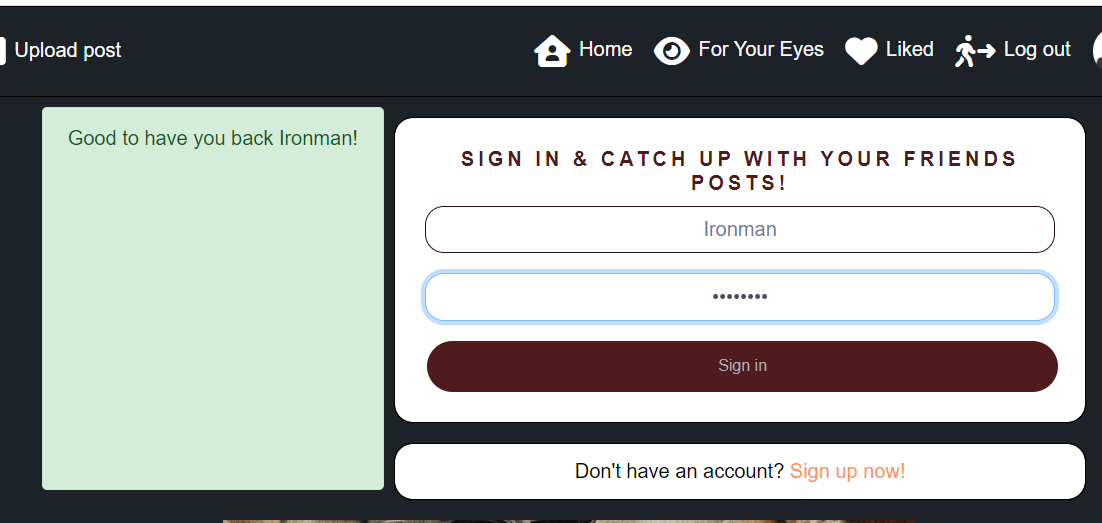 Upload post
Home
For Your Eyes
Liked
Log out
Good to have you back Ironman!
SIGN IN & CATCH UP WITH YOUR FRIENDS
POSTS!
Ironman
••••••••
Sign in
Don't have an account? Sign up now!